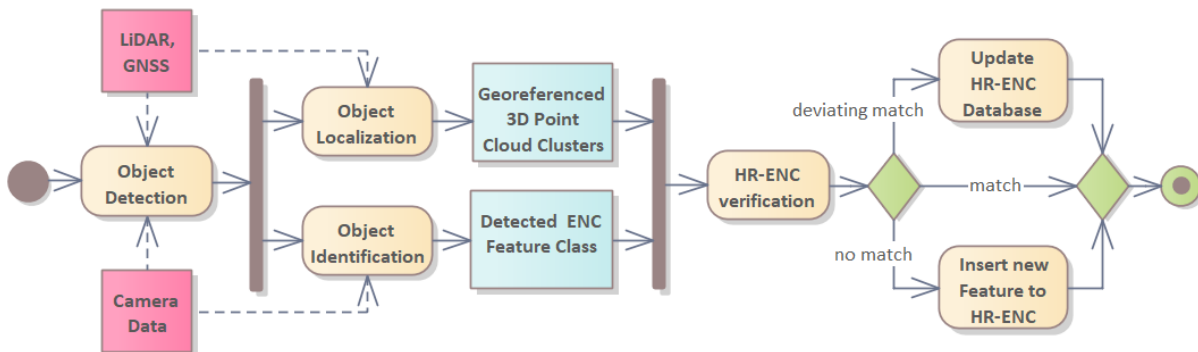 LiDAR,
GNSS
Object
Detection
Camera
Data
Object
Localization
Object
Identification
Georeferenced
3D Point
Cloud Clusters
Detected ENC
Feature Class
HR-ENC
verification
deviating match
match
no match
Update
HR-ENC
Database
Insert new
Feature to
HR-ENC